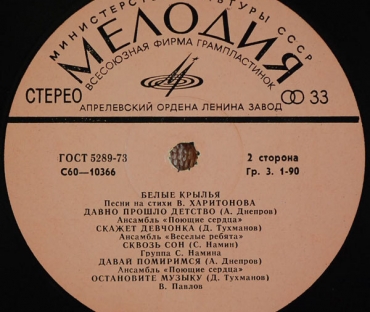 МИНИСТЕРСТВО КУЛЬТУРЫ СССР
МЕЛОДИЯ
ВСЕСОЮЗНАЯ ФИРМА ГРАМПЛАСТИНОК
СТЕРЕО
33
АПРЕЛЕВСКИЙ ОРДЕНА ЛЕНИНА ЗАВОД
ГОСТ 5289-73
2 сторона
С60—10366
Гр. 3. 1-90
БЕЛЫЕ КРЫЛЬЯ
Песни на стихи В. ХАРИТОНОВА
ДАВНО ПРОШЛО ДЕТСТВО (А. Днепров)
Ансамбль «Поющие сердца»
СКАЖЕТ ДЕВЧОНКА (Д. Тухманов)
Ансамбль «Веселые ребята»
СКВОЗЬ СОН (С. Намин)
Группа С. Намина
ДАВАЙ ПОМИРИМСЯ (А. Днепров)
Ансамбль «Поющие сердца»
ОСТАНОВИТЕ МУЗЫКУ (Д. Тухманов)
В. Павлов